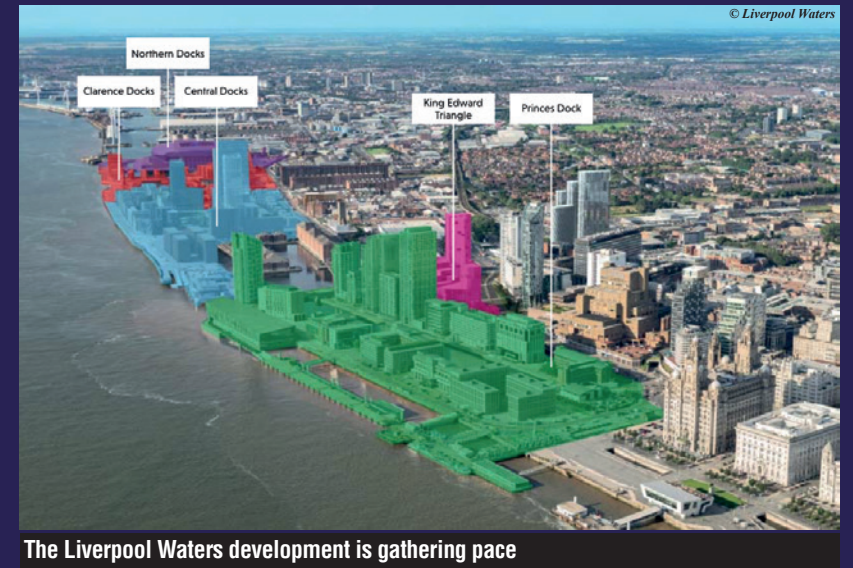 © Liverpool Waters
Northern Docks
Clarence Docks
Central Docks
King Edward
Triangle
Princes Dock
The Liverpool Waters development is gathering pace